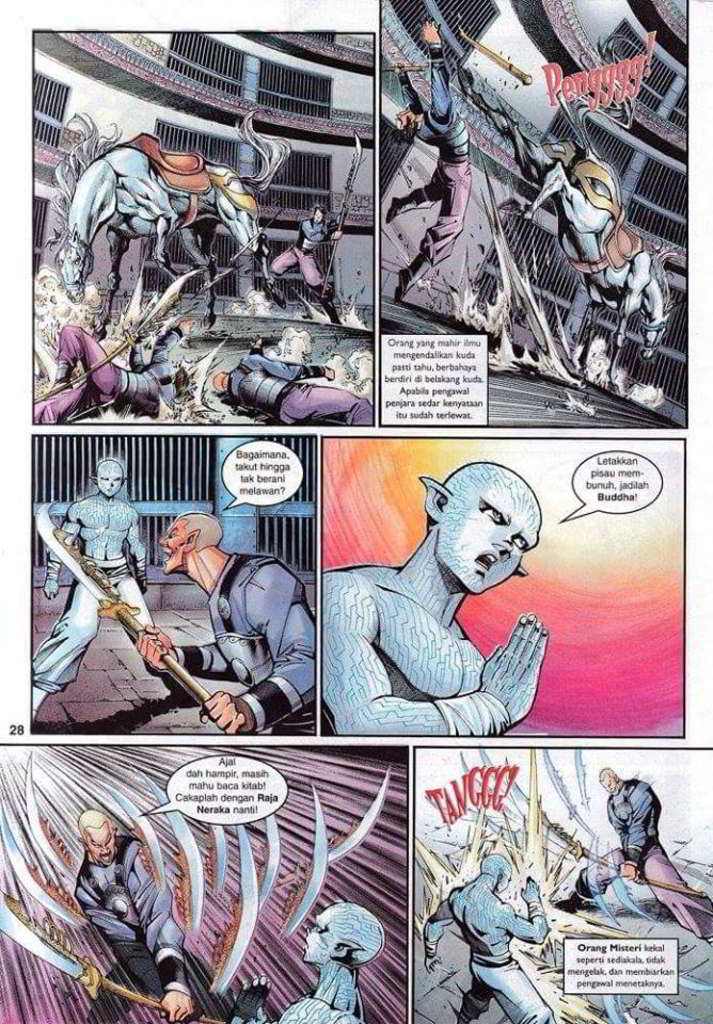 Pengggg!
Orang yang mahir ilmu
mengendalikan kuda
pasti tahu, berbahaya
berdiri di belakang kuda.
Apabila pengawal
penjara sedar kenyataan
itu sudah terlewat.
Bagaimana,
takut hingga
tak berani
melawan?
Letakkan
pisau mem-
bunuh, jadilah
Buddha!
28
Ajal
dah hampir, masih
mahu baca kitab!
Cakaplah dengan Raja
Neraka nanti!
TANGGG!
Orang Misteri kekal
seperti sediakala, tidak
mengelak, dan membiarkan
pengawal menetaknya.